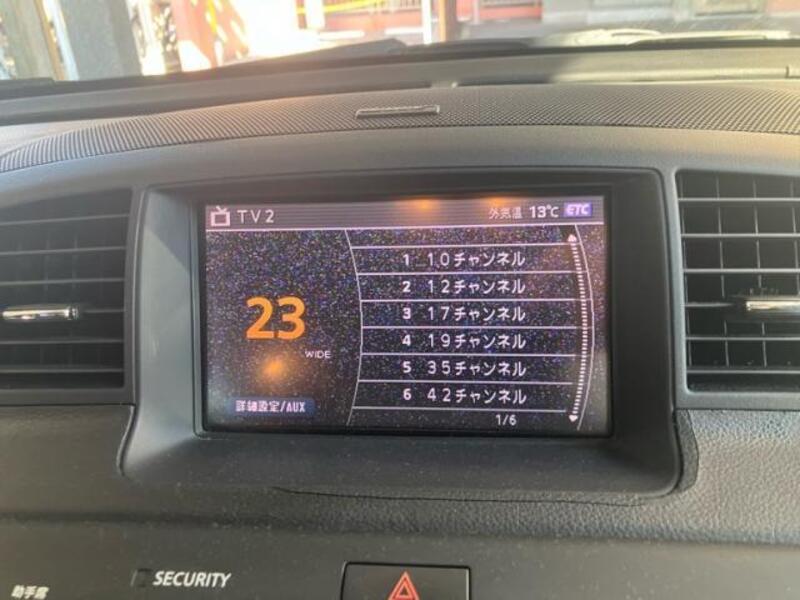 TV2
外気温 13℃ ETC
1 10チャンネル
2 12チャンネル
3 17チャンネル
4 19チャンネル
5 35チャンネル
6 42チャンネル
1/6
23
WIDE
詳細設定/AUX
SECURITY
助手席